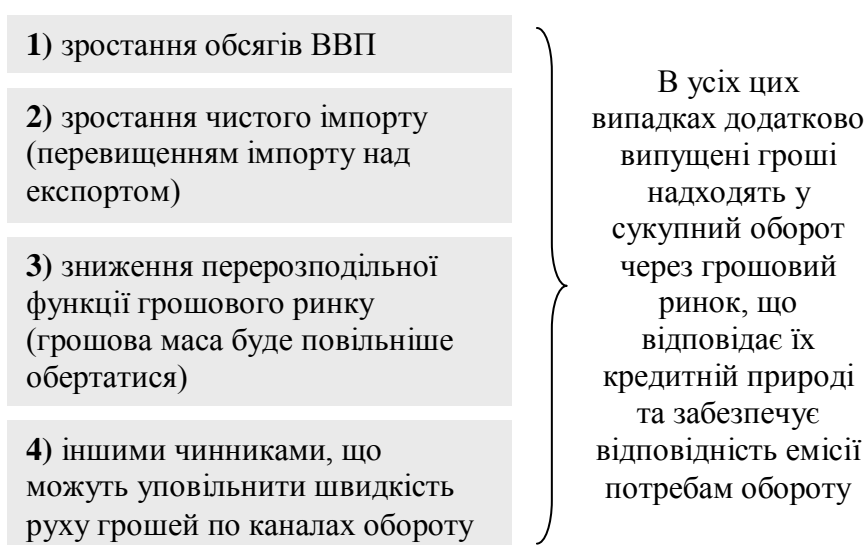 1) зростання обсягів ВВП
2) зростання чистого імпорту
(перевищенням імпорту над
експортом)
3) зниження перерозподільної
функції грошового ринку
(грошова маса буде повільніше
обертатися)
4) іншими чинниками, що
можуть уповільнити швидкість
руху грошей по каналах обороту
В усіх цих
випадках додатково
випущені гроші
надходять у
сукупний оборот
через грошовий
ринок, що
відповідає їх
кредитній природі
та забезпечує
відповідність емісії
потребам обороту